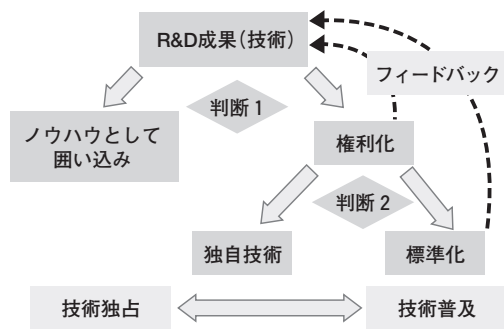 R&D成果（技術）
フィードバック
判断 1
ノウハウとして
囲い込み
権利化
判断 2
独自技術
標準化
技術独占
技術普及